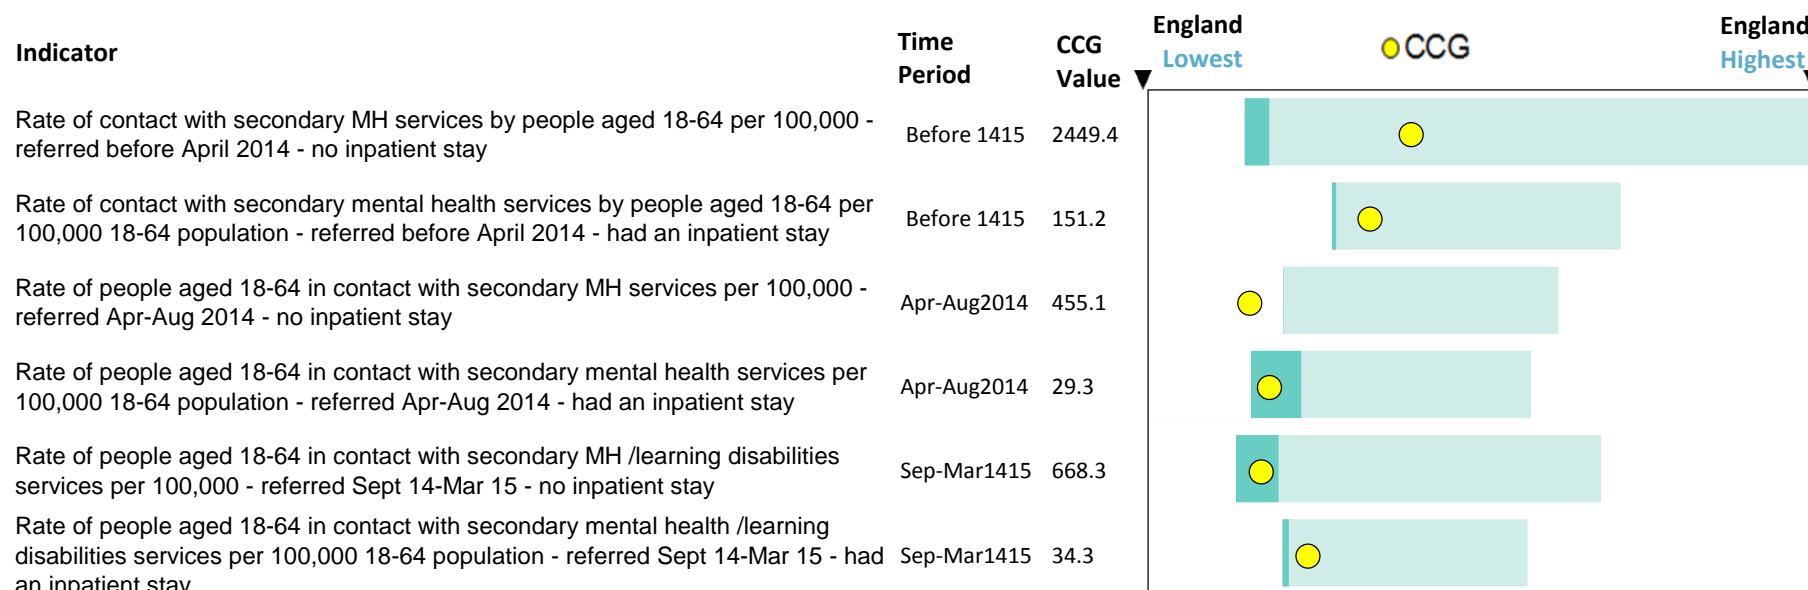 Indicator
Time
Period
CCG
Value
England
Lowest
CCG
England
Highest
Rate of contact with secondary MH services by people aged 18-64 per 100,000 -
referred before April 2014 - no inpatient stay
Before 1415
2449.4
Rate of contact with secondary mental health services by people aged 18-64 per
100,000 18-64 population - referred before April 2014 - had an inpatient stay
Before 1415
151.2
Rate of people aged 18-64 in contact with secondary MH services per 100,000 -
referred Apr-Aug 2014 - no inpatient stay
Apr-Aug2014
455.1
Rate of people aged 18-64 in contact with secondary mental health services per
100,000 18-64 population - referred Apr-Aug 2014 - had an inpatient stay
Apr-Aug2014
29.3
Rate of people aged 18-64 in contact with secondary MH /learning disabilities
services per 100,000 - referred Sept 14-Mar 15 - no inpatient stay
Sep-Mar1415
668.3
Rate of people aged 18-64 in contact with secondary mental health /learning
disabilities services per 100,000 18-64 population - referred Sept 14-Mar 15 - had
an inpatient stay
Sep-Mar1415
34.3